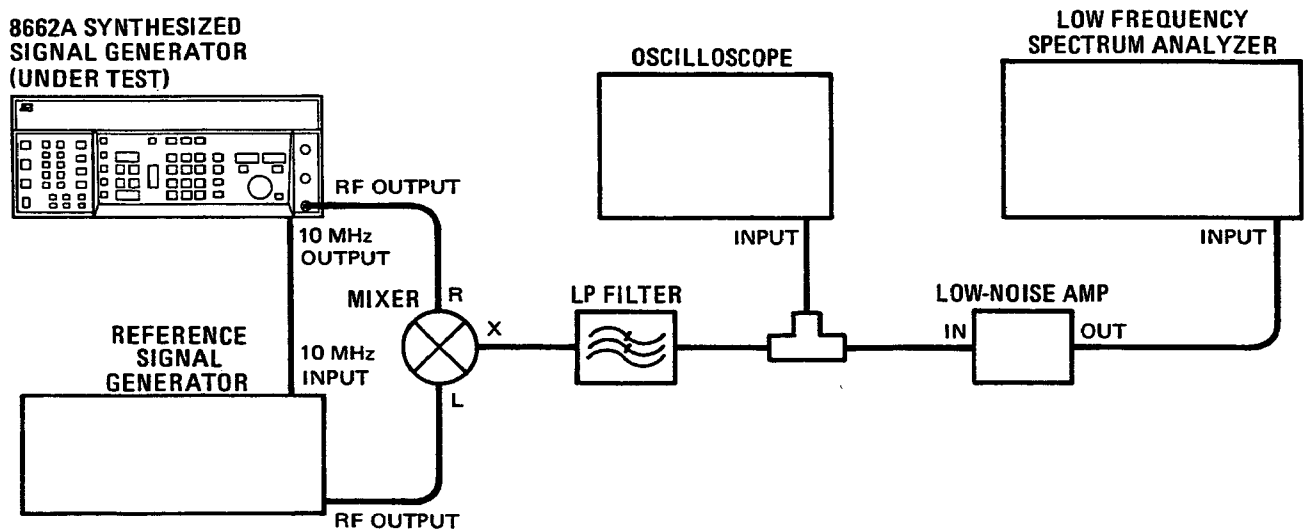 8662A SYNTHESIZED
SIGNAL GENERATOR
(UNDER TEST)
OSCILLOSCOPE
LOW FREQUENCY
SPECTRUM ANALYZER
RF OUTPUT
10 MHz
OUTPUT
INPUT
INPUT
MIXER
R
X
L
LP FILTER
LOW-NOISE AMP
IN
OUT
REFERENCE
SIGNAL
GENERATOR
10 MHz
INPUT
RF OUTPUT